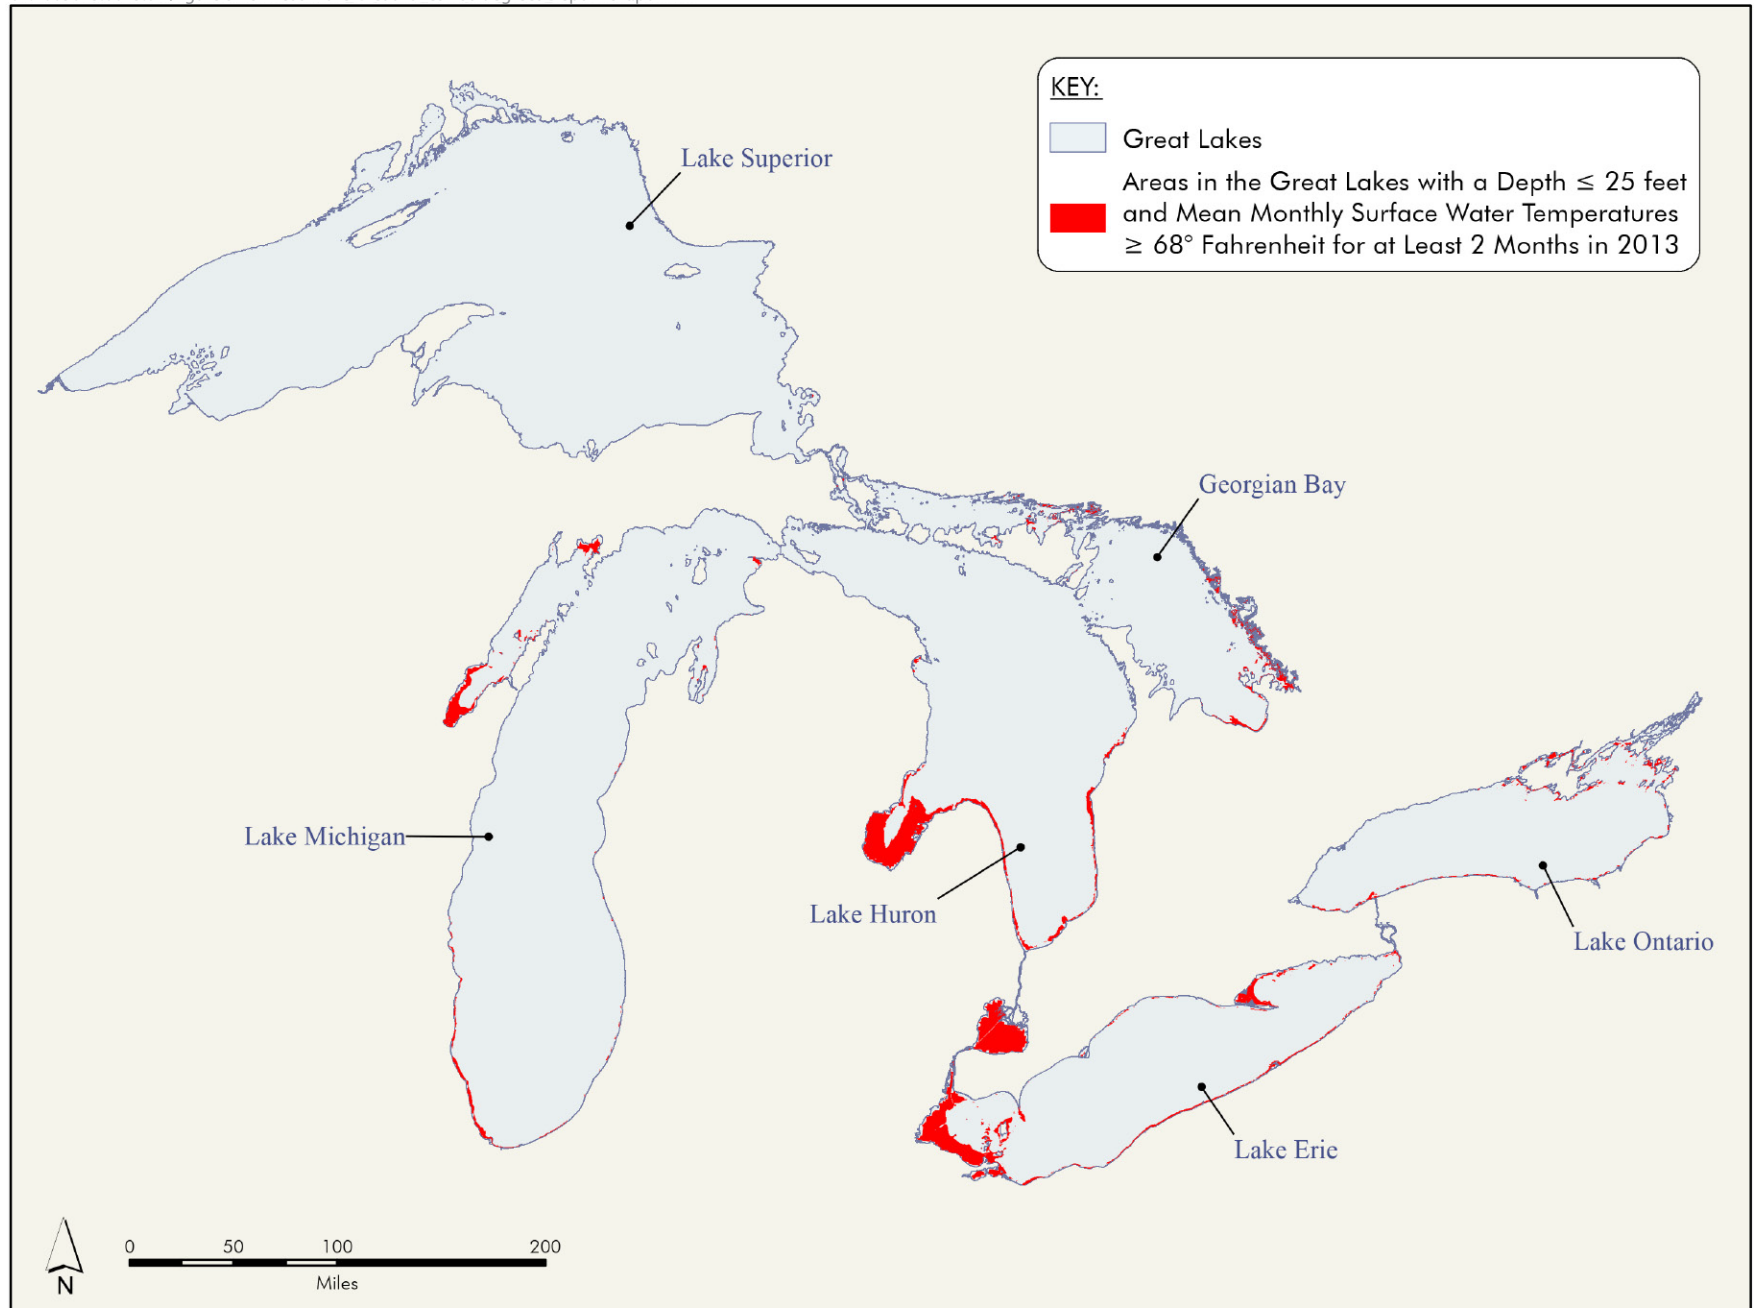 KEY:
Great Lakes
Areas in the Great Lakes with a Depth ≤ 25 feet
and Mean Monthly Surface Water Temperatures
≥ 68° Fahrenheit for at Least 2 Months in 2013
Lake Superior
Georgian Bay
Lake Michigan
Lake Huron
Lake Ontario
Lake Erie
0 50 100 200
Miles
N